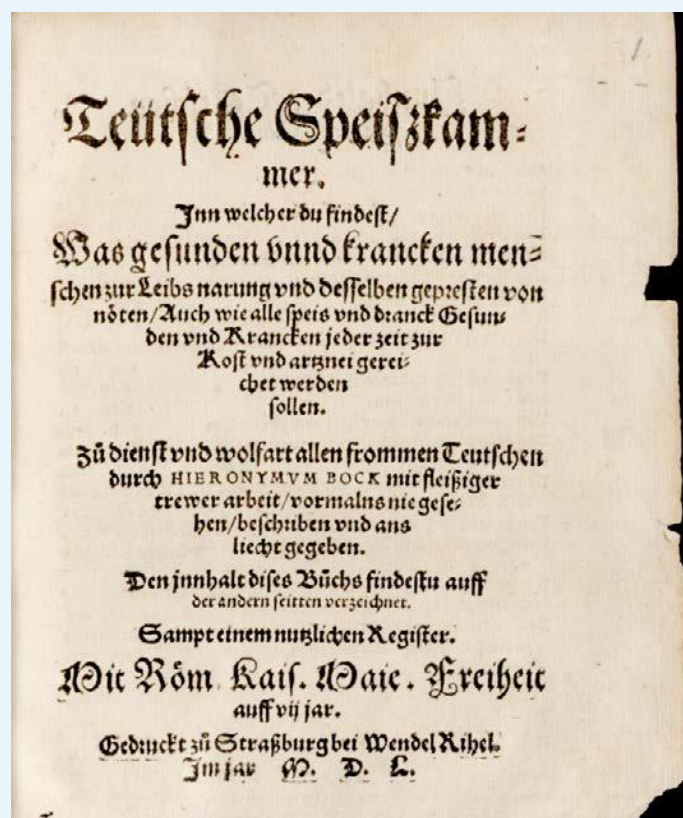 1.
Teütsche Speiſzkam-
mer.
Inn welcher du findeſt/
Was geſunden vnnd krancken men-
ſchen zur Leibs narung vnd deſſelben gepreſten von
nöten/Auch wie alle ſpeis vnd dranck Geſun-
den vnd Krancken jeder zeit zur
Koſt vnd artznei gerei-
chet werden
ſollen.
Zů dienſt vnd wolfart allen frommen Teutſchen
durch HIERONYMVM BOCK mit fleißiger
trewer arbeit/vormalns nie geſe-
hen/beſchriben vnd ans
liecht gegeben.
Den jnnhalt diſes Bůchs findeſtu auff
der andern ſeitten verzeichnet.
Sampt einem nutzlichen Regiſter.
Mit Röm. Kaiſ. Maie. Freiheit
auff vij jar.
Gedruckt zů Straßburg bei Wendel Rihel.
Im jar M. D. L.